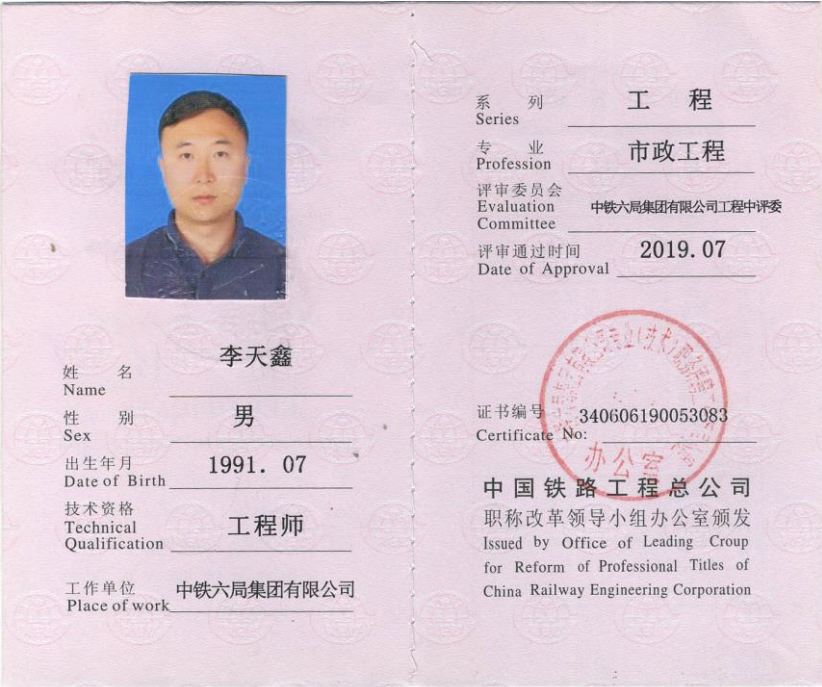 姓 名 李天鑫
Name
性 别 男
Sex
出生年月 1991. 07
Date of Birth
技术资格
Technical 工程师
Qualification
工作单位 中铁六局集团有限公司
Place of work
系 列 工 程
Series
专 业 市政工程
Profession
评审委员会
Evaluation 中铁六局集团有限公司工程中评委
Committee
评审通过时间 2019.07
Date of Approval
证书编号 340606190053083
Certificate No:
办公室
中国铁路工程总公司
职称改革领导小组办公室颁发
Issued by Office of Leading Croup
for Reform of Professional Titles of
China Railway Engineering Corporation